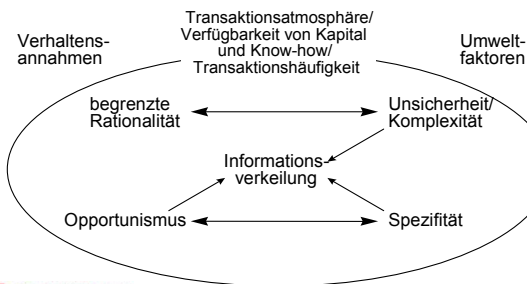 Transaktionsatmosphäre/
Verfügbarkeit von Kapital
und Know-how/
Transaktionshäufigkeit
Verhaltens-
annahmen
Umwelt-
faktoren
begrenzte
Rationalität
Unsicherheit/
Komplexität
Informations-
verkeilung
Opportunismus
Spezifität